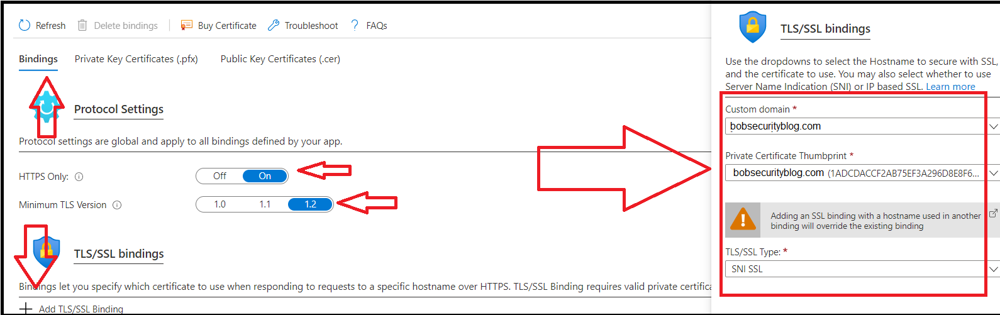 Refresh Delete bindings Buy Certificate Troubleshoot ? FAQs
Bindings Private Key Certificates (.pfx) Public Key Certificates (.cer)
Protocol Settings
Protocol settings are global and apply to all bindings defined by your app.
HTTPS Only: Off On
Minimum TLS Version 1.0 1.1 1.2
TLS/SSL bindings
Bindings let you specify which certificate to use when responding to requests to a specific hostname over HTTPS. TLS/SSL Binding requires valid private certifica
+ Add TLS/SSL Binding
TLS/SSL bindings
Use the dropdowns to select the Hostname to secure with SSL,
and the certificate to use. You may also select whether to use
Server Name Indication (SNI) or IP based SSL. Learn more
Custom domain *
bobsecurityblog.com
Private Certificate Thumbprint *
bobsecurityblog.com (1ADCDACCF2AB75EF3A296D8E8F6...
Adding an SSL binding with a hostname used in another
binding will override the existing binding
TLS/SSL Type: *
SNI SSL